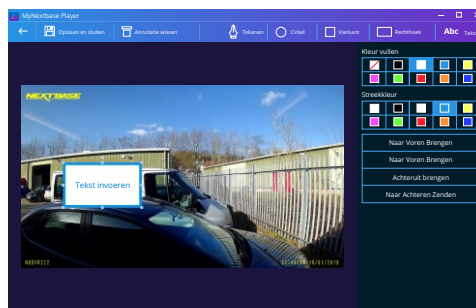 MyNextbase Player
Opslaan en sluiten
Annotatie wissen
Tekenen
Cirkel
Vierkant
Rechthoek
Abc
Kleur vullen
NEXTBASE
Streekkleur
Naar Voren Brengen
Naar Voren Brengen
Achteruit brengen
Naar Achteren Zenden
Tekst invoeren